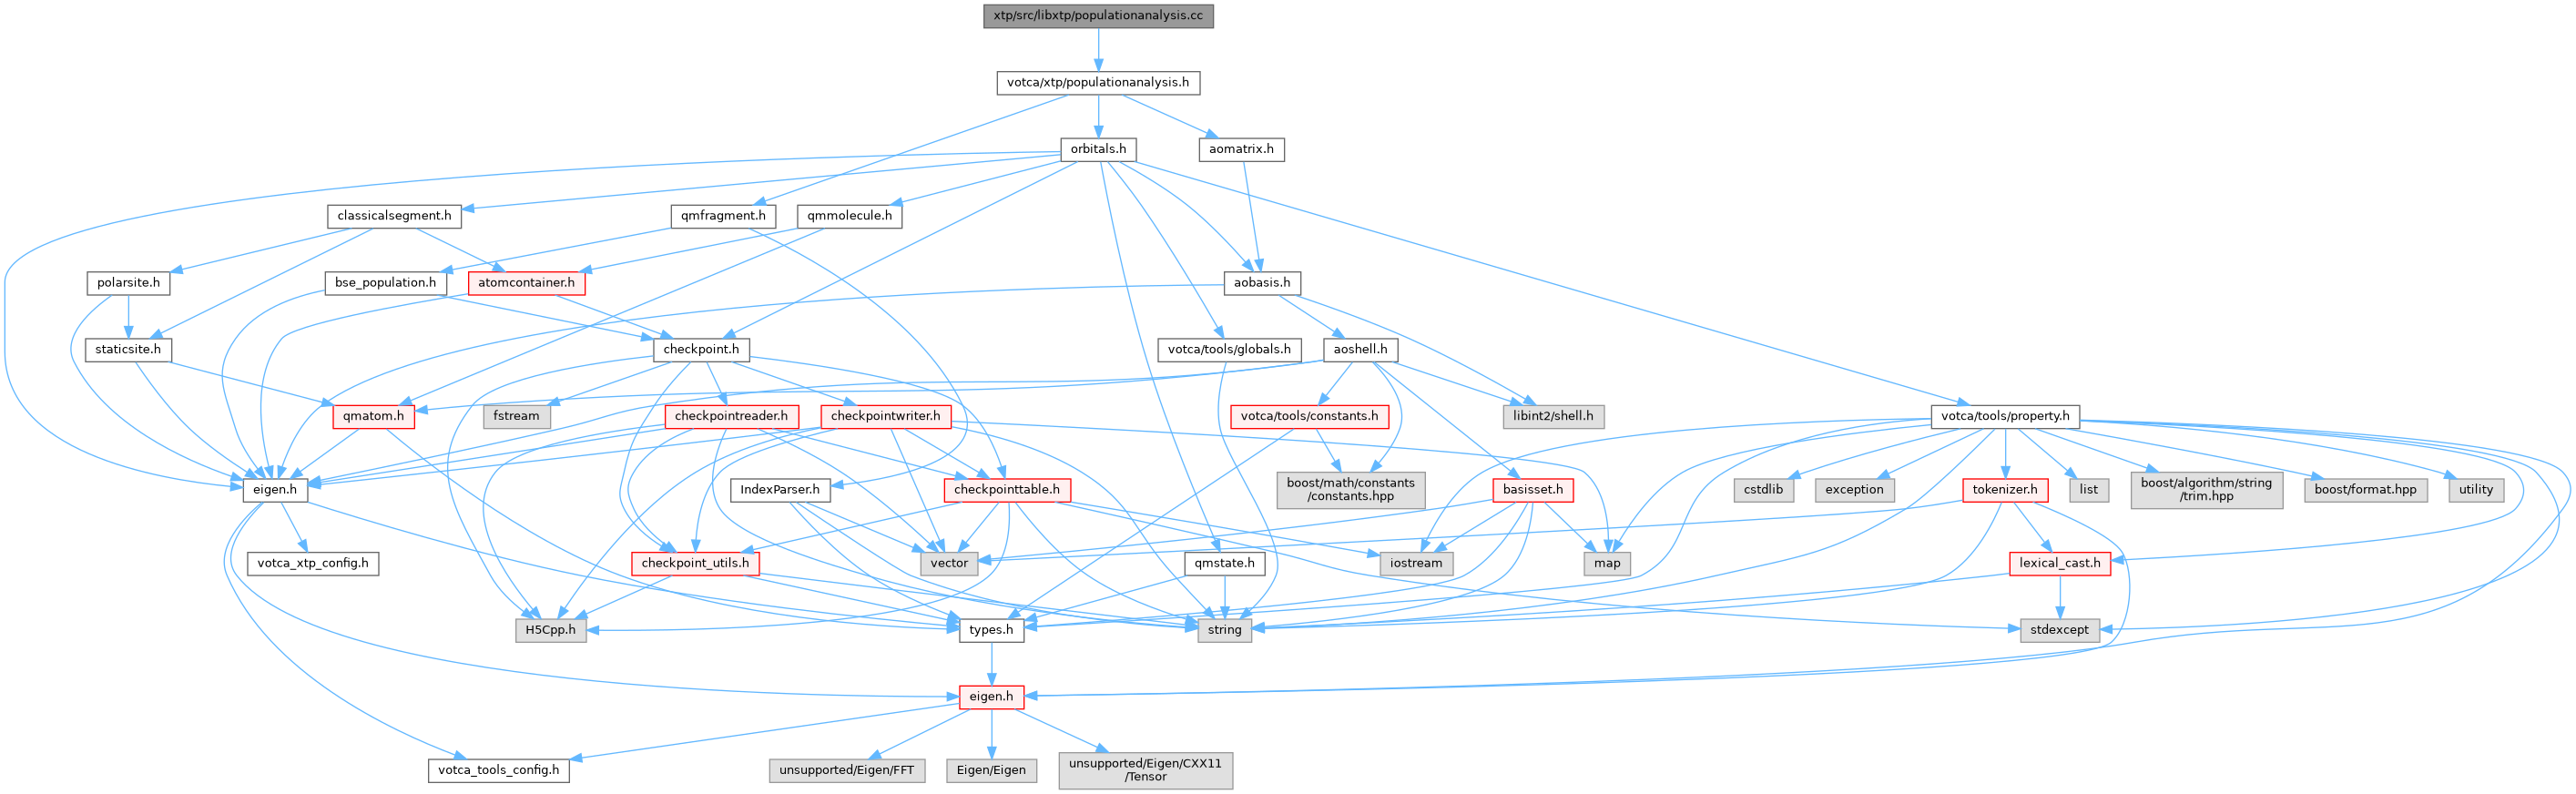 xtp/src/libxtp/populationanalysis.cc
votca/xtp/populationanalysis.h
orbitals.h
aomatrix.h
classicalsegment.h
qmfragment.h
qmmolecule.h
polarsite.h
bse_population.h
atomcontainer.h
aobasis.h
staticsite.h
checkpoint.h
votca/tools/globals.h
aoshell.h
qmatom.h
fstream
checkpointreader.h
checkpointwriter.h
votca/tools/constants.h
libint2/shell.h
votca/tools/property.h
eigen.h
IndexParser.h
checkpointtable.h
boost/math/constants
/constants.hpp
basisset.h
cstdlib
exception
tokenizer.h
list
boost/algorithm/string
/trim.hpp
boost/format.hpp
utility
votca_xtp_config.h
checkpoint_utils.h
vector
qmstate.h
iostream
map
lexical_cast.h
H5Cpp.h
types.h
string
stdexcept
eigen.h
votca_tools_config.h
unsupported/Eigen/FFT
Eigen/Eigen
unsupported/Eigen/CXX11
/Tensor